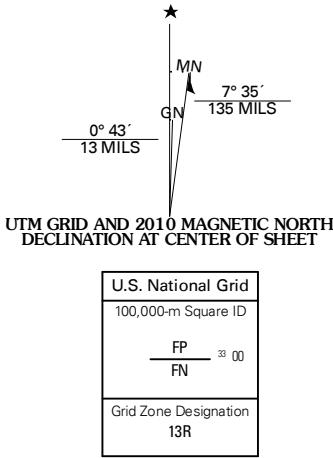 ★
MN
GN
7° 35´
135 MILS
0° 43´
13 MILS
UTM GRID AND 2010 MAGNETIC NORTH
DECLINATION AT CENTER OF SHEET
U.S. National Grid
100,000-m Square ID
FP
33 00
FN
Grid Zone Designation
13R